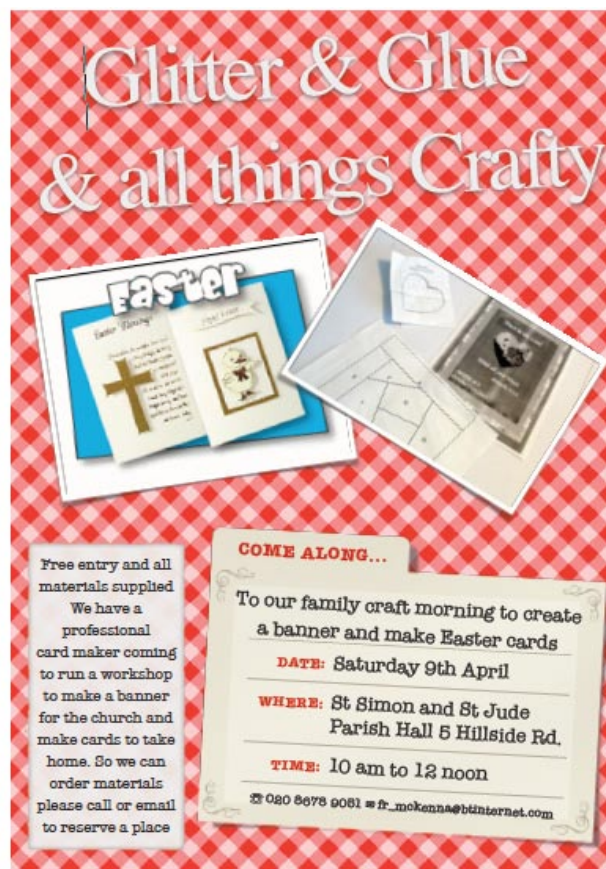 Glitter & Glue
& all things Crafty
Easter
Easter Blessings!
COME ALONG...
To our family craft morning to create
a banner and make Easter cards
DATE: Saturday 9th April
WHERE: St Simon and St Jude
Parish Hall 5 Hillside Rd.
TIME: 10 am to 12 noon
☎ 020 8678 9051 ✉ fr_mckenna@btinternet.com
Free entry and all
materials supplied
We have a
professional
card maker coming
to run a workshop
to make a banner
for the church and
make cards to take
home. So we can
order materials
please call or email
to reserve a place